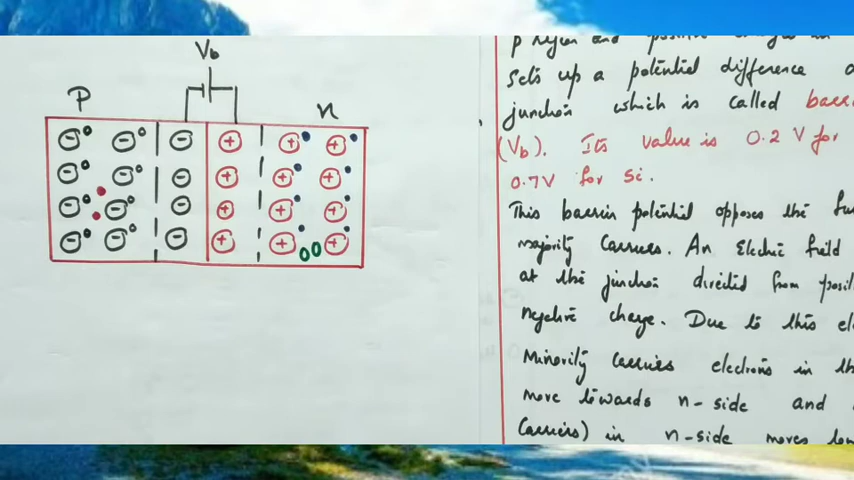 Vb
P
n
p region and
sets up a potential difference
junction which is called
(Vb). Its value is 0.2 V for
0.7V for Si.
This barrier potential opposes the
majority carriers. An Electric field
at the junction directed from
negative charge. Due to this
Minority carriers electrons in
move towards n-side and
carriers) in n-side moves